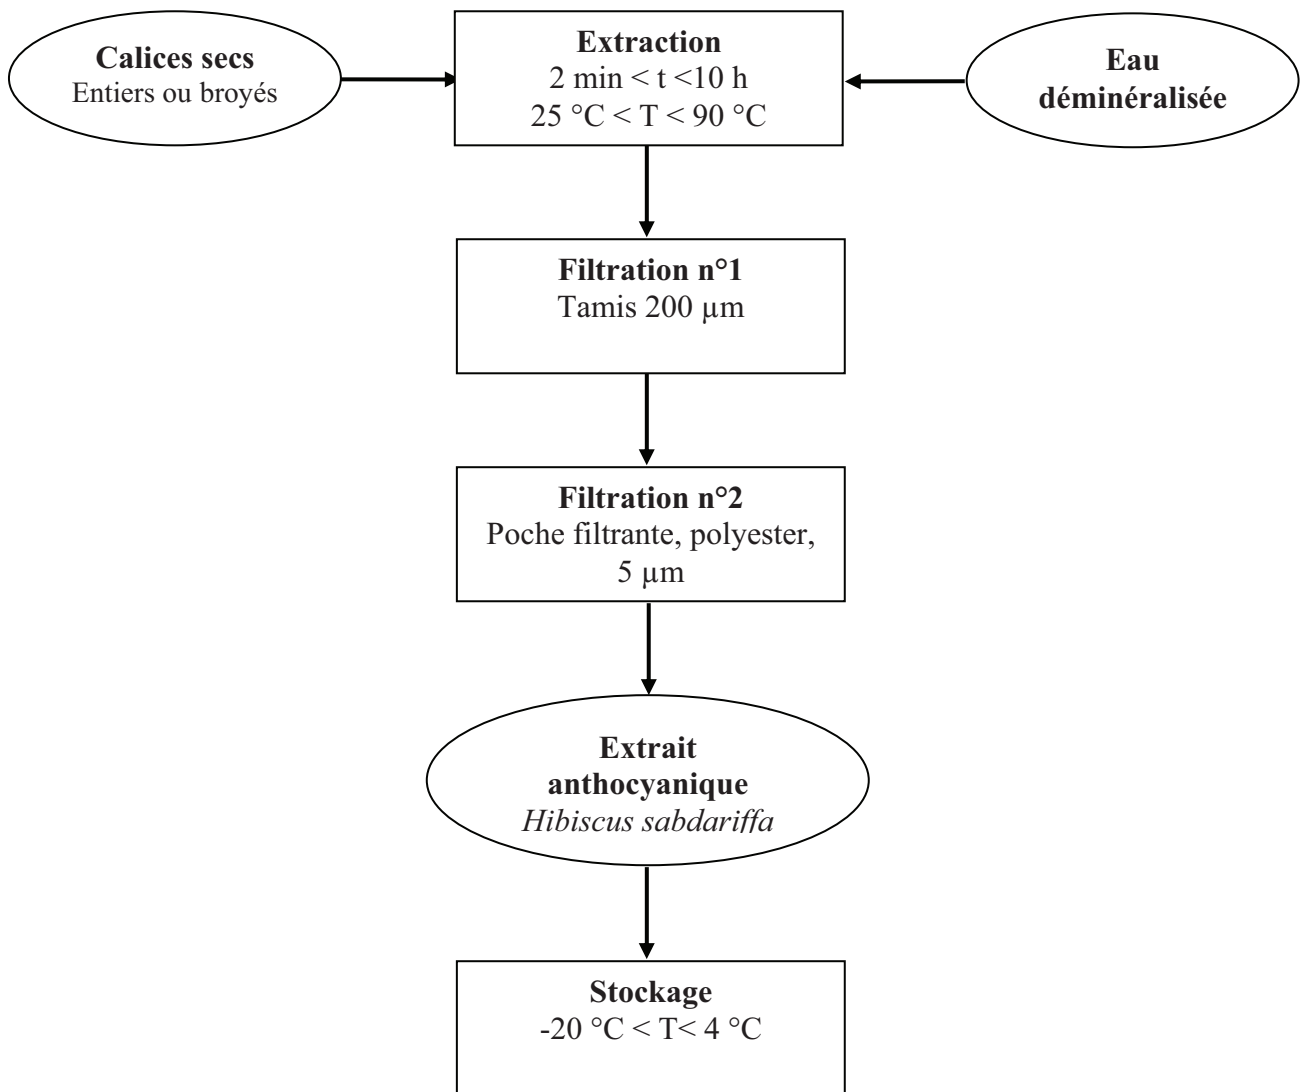 Calices secs
Entiers ou broyés
Extraction
2 min < t <10 h
25 °C < T < 90 °C
Eau
déminéralisée
Filtration n°1
Tamis 200 µm
Filtration n°2
Poche filtrante, polyester,
5 µm
Extrait
anthocyanique
Hibiscus sabdariffa
Stockage
-20 °C < T< 4 °C